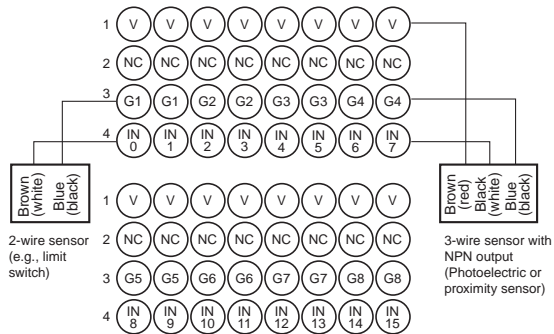 1 V V V V V V V V
2 NC NC NC NC NC NC NC NC
3 G1 G1 G2 G2 G3 G3 G4 G4
4 IN 0 IN 1 IN 2 IN 3 IN 4 IN 5 IN 6 IN 7
Brown (white)
Blue (black)
2-wire sensor
(e.g., limit
switch)
Brown (red)
Black (white)
Blue (black)
3-wire sensor with
NPN output
(Photoelectric or
proximity sensor)
1 V V V V V V V V
2 NC NC NC NC NC NC NC NC
3 G5 G5 G6 G6 G7 G7 G8 G8
4 IN 8 IN 9 IN 10 IN 11 IN 12 IN 13 IN 14 IN 15